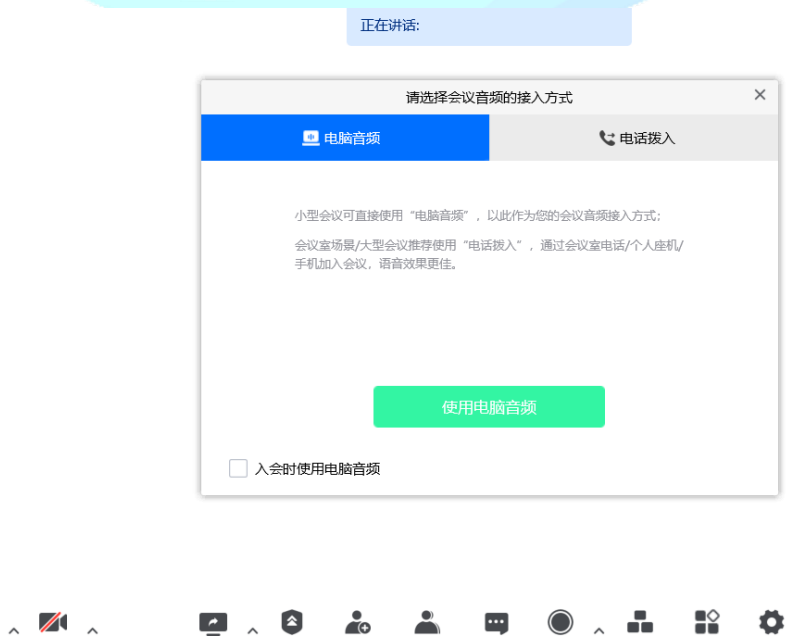 正在讲话:
请选择会议音频的接入方式
电脑音频
电话拨入
小型会议可直接使用“电脑音频”，以此作为您的会议音频接入方式;
会议室场景/大型会议推荐使用“电话拨入”，通过会议室电话/个人座机/
手机加入会议, 语音效果更佳。
使用电脑音频
入会时使用电脑音频